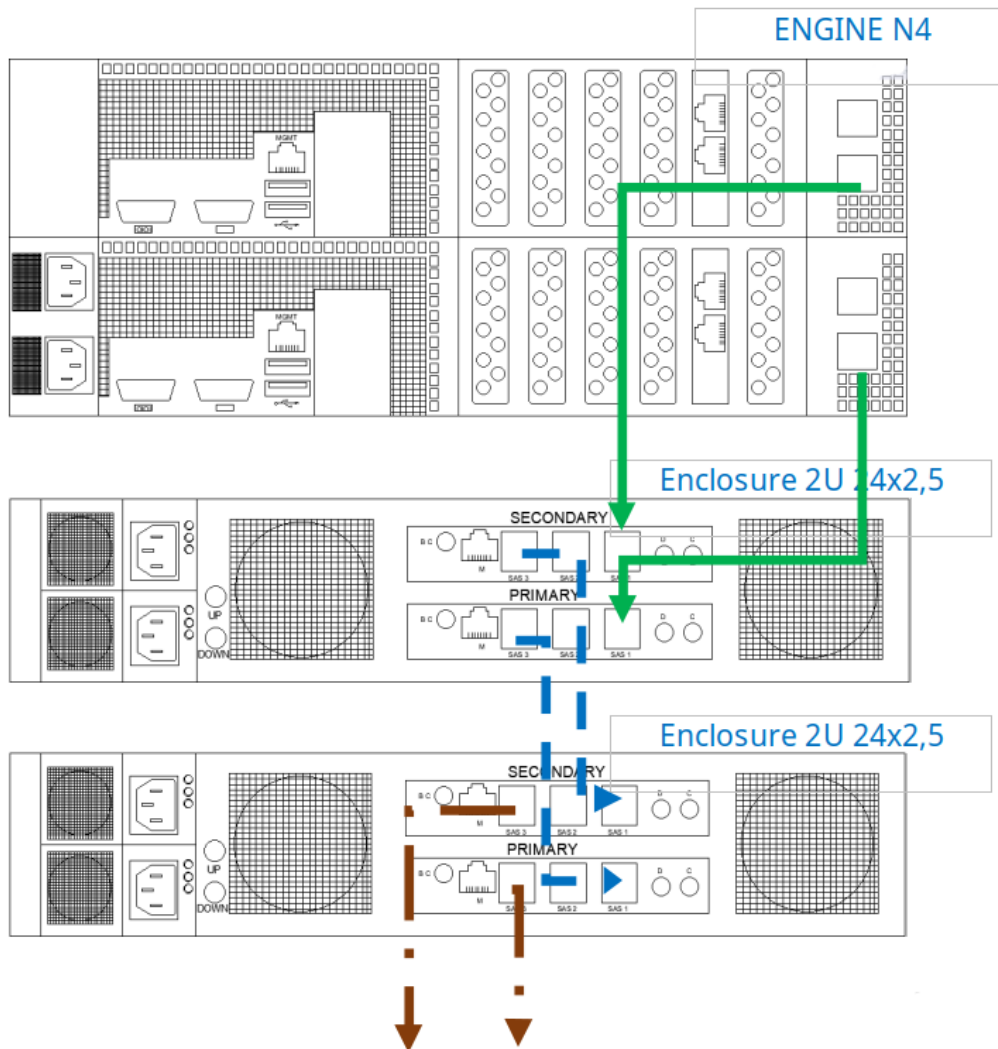 ENGINE N4
MGMT
MGMT
Enclosure 2U 24x2,5
SECONDARY
B C
D
C
M
SAS 3
SAS 1
UP
PRIMARY
B C
D
C
M
SAS 3
SAS 1
DOWN
Enclosure 2U 24x2,5
SECONDARY
B C
D
C
M
SAS 3
SAS 2
SAS 1
UP
PRIMARY
B C
D
C
M
SAS 2
SAS 1
DOWN